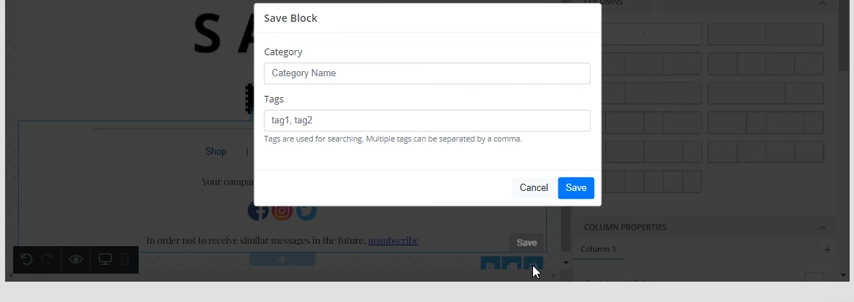 Save Block
COLUMNS
Category
Category Name
S A
Tags
tag1, tag2
Tags are used for searching. Multiple tags can be separated by a comma.
Shop |
Your compan
Cancel Save
In order not to receive similar messages in the future, unsubscribe
Save
COLUMN PROPERTIES
Column 1 +